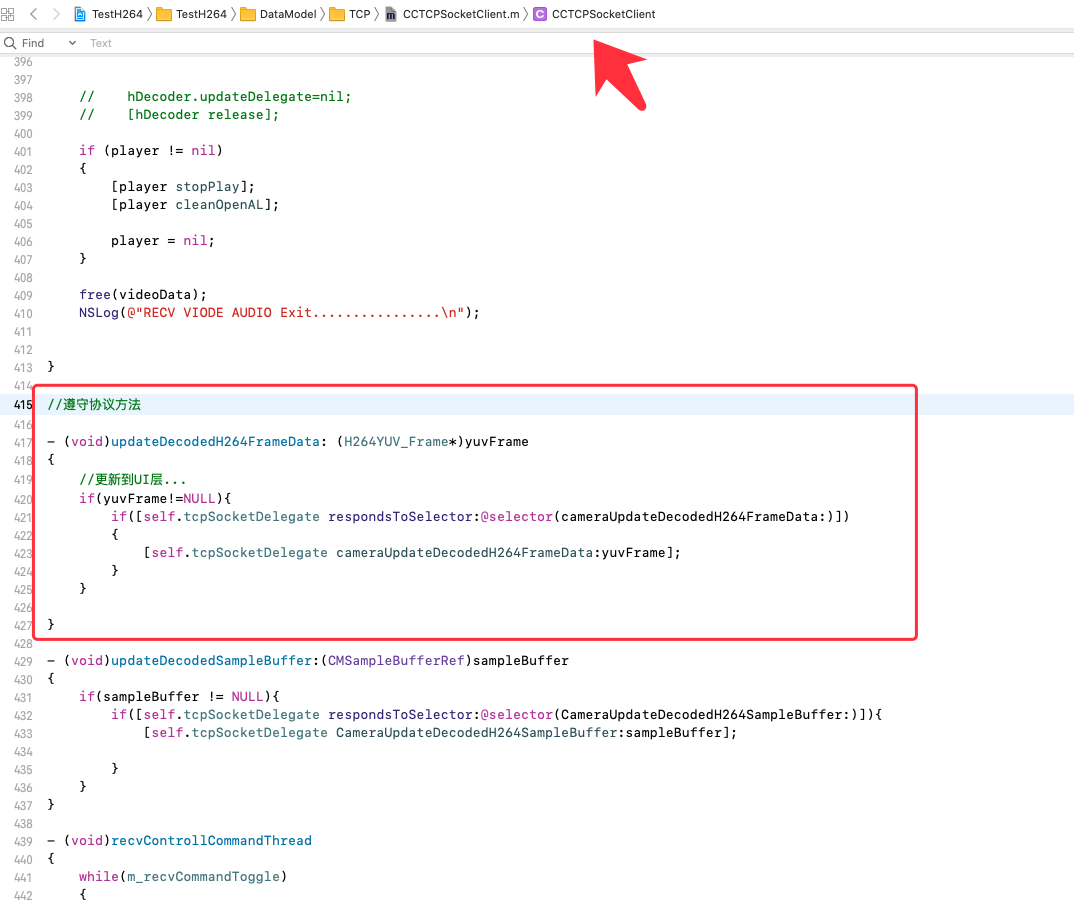 TestH264 TestH264 DataModel TCP CCTCPSocketClient.m CCTCPSocketClient
Find Text
396
397
398 // hDecoder.updateDelegate=nil;
399 // [hDecoder release];
400
401 if (player != nil)
402 {
403 [player stopPlay];
404 [player cleanOpenAL];
405
406 player = nil;
407 }
408
409 free(videoData);
410 NSLog(@"RECV VIODE AUDIO Exit................\n");
411
412
413 }
414
415 //遵守协议方法
416
417 - (void)updateDecodedH264FrameData: (H264YUV_Frame*)yuvFrame
418 {
419 //更新到UI层...
420 if(yuvFrame!=NULL){
421 if([self.tcpSocketDelegate respondsToSelector:@selector(cameraUpdateDecodedH264FrameData:)])
422 {
423 [self.tcpSocketDelegate cameraUpdateDecodedH264FrameData:yuvFrame];
424 }
425 }
426
427 }
428
429 - (void)updateDecodedSampleBuffer:(CMSampleBufferRef)sampleBuffer
430 {
431 if(sampleBuffer != NULL){
432 if([self.tcpSocketDelegate respondsToSelector:@selector(CameraUpdateDecodedH264SampleBuffer:)]){
433 [self.tcpSocketDelegate CameraUpdateDecodedH264SampleBuffer:sampleBuffer];
434
435 }
436 }
437 }
438
439 - (void)recvControllCommandThread
440 {
441 while(m_recvCommandToggle)
442 {